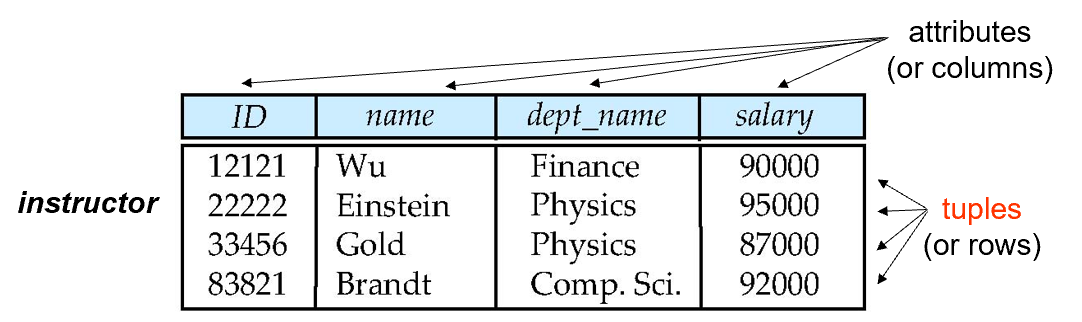 attributes
(or columns)
ID name dept_name salary
12121 Wu Finance 90000
instructor 22222 Einstein Physics 95000 tuples
33456 Gold Physics 87000 (or rows)
83821 Brandt Comp. Sci. 92000